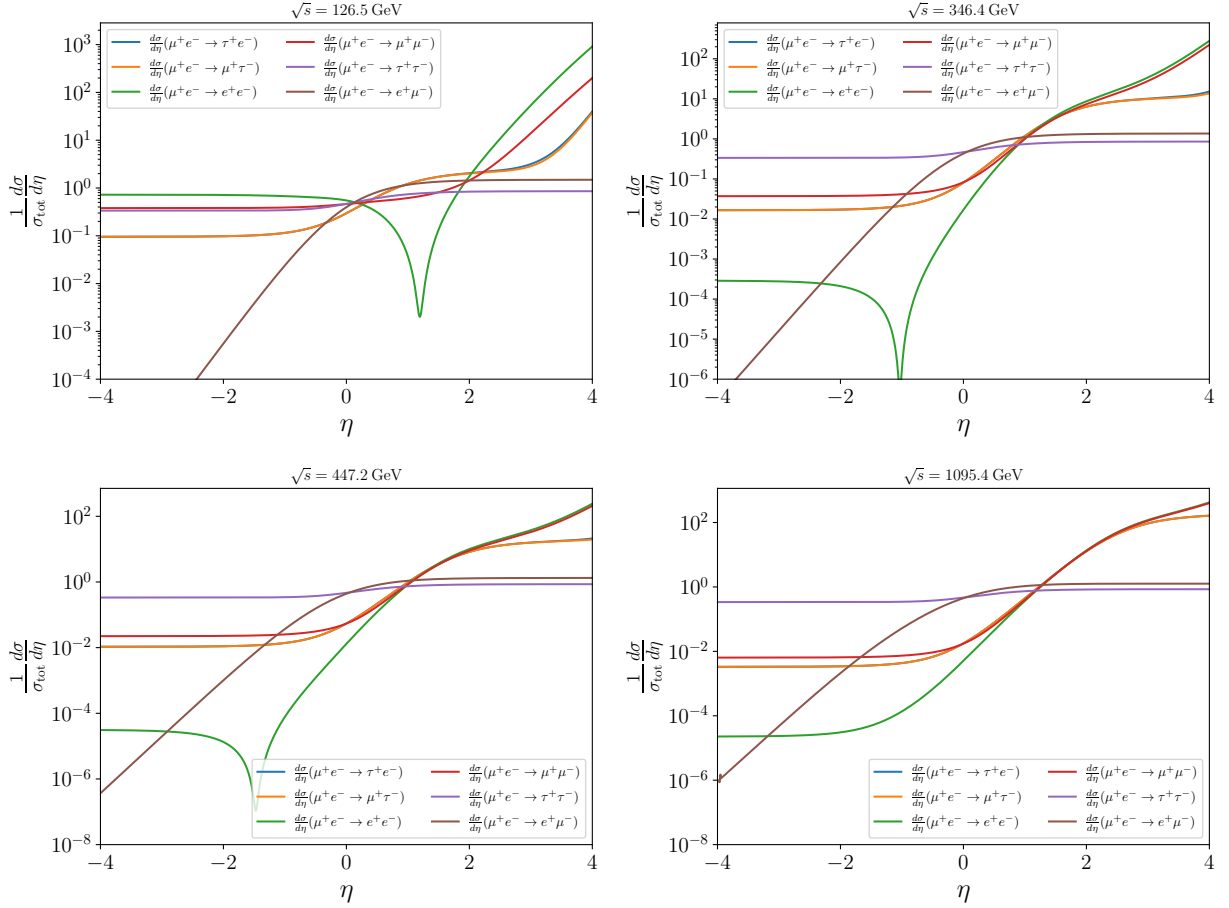 √s = 126.5 GeV
10³
10²
10¹
10⁰
10⁻¹
10⁻²
10⁻³
10⁻⁴
1/σ_tot dσ/dη
dσ/dη(μ⁺e⁻ → τ⁺e⁻)
dσ/dη(μ⁺e⁻ → μ⁺τ⁻)
dσ/dη(μ⁺e⁻ → e⁺e⁻)
dσ/dη(μ⁺e⁻ → μ⁺μ⁻)
dσ/dη(μ⁺e⁻ → τ⁺τ⁻)
dσ/dη(μ⁺e⁻ → e⁺μ⁻)
−4 −2 0 2 4
η
√s = 346.4 GeV
10²
10¹
10⁰
10⁻¹
10⁻²
10⁻³
10⁻⁴
10⁻⁵
10⁻⁶
1/σ_tot dσ/dη
dσ/dη(μ⁺e⁻ → τ⁺e⁻)
dσ/dη(μ⁺e⁻ → μ⁺τ⁻)
dσ/dη(μ⁺e⁻ → e⁺e⁻)
dσ/dη(μ⁺e⁻ → μ⁺μ⁻)
dσ/dη(μ⁺e⁻ → τ⁺τ⁻)
dσ/dη(μ⁺e⁻ → e⁺μ⁻)
−4 −2 0 2 4
η
√s = 447.2 GeV
10²
10⁰
10⁻²
10⁻⁴
10⁻⁶
10⁻⁸
1/σ_tot dσ/dη
dσ/dη(μ⁺e⁻ → τ⁺e⁻)
dσ/dη(μ⁺e⁻ → μ⁺τ⁻)
dσ/dη(μ⁺e⁻ → e⁺e⁻)
dσ/dη(μ⁺e⁻ → μ⁺μ⁻)
dσ/dη(μ⁺e⁻ → τ⁺τ⁻)
dσ/dη(μ⁺e⁻ → e⁺μ⁻)
−4 −2 0 2 4
η
√s = 1095.4 GeV
10²
10⁰
10⁻²
10⁻⁴
10⁻⁶
10⁻⁸
1/σ_tot dσ/dη
dσ/dη(μ⁺e⁻ → τ⁺e⁻)
dσ/dη(μ⁺e⁻ → μ⁺τ⁻)
dσ/dη(μ⁺e⁻ → e⁺e⁻)
dσ/dη(μ⁺e⁻ → μ⁺μ⁻)
dσ/dη(μ⁺e⁻ → τ⁺τ⁻)
dσ/dη(μ⁺e⁻ → e⁺μ⁻)
−4 −2 0 2 4
η